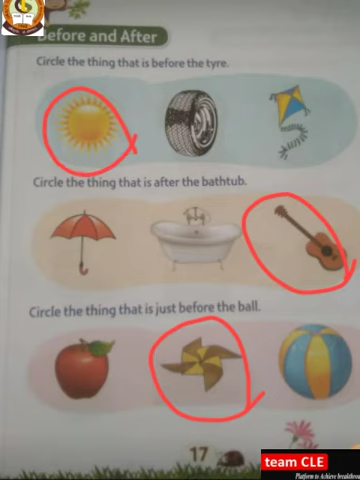 Before and After
Circle the thing that is before the tyre.
Circle the thing that is after the bathtub.
Circle the thing that is just before the ball.
17
team CLE